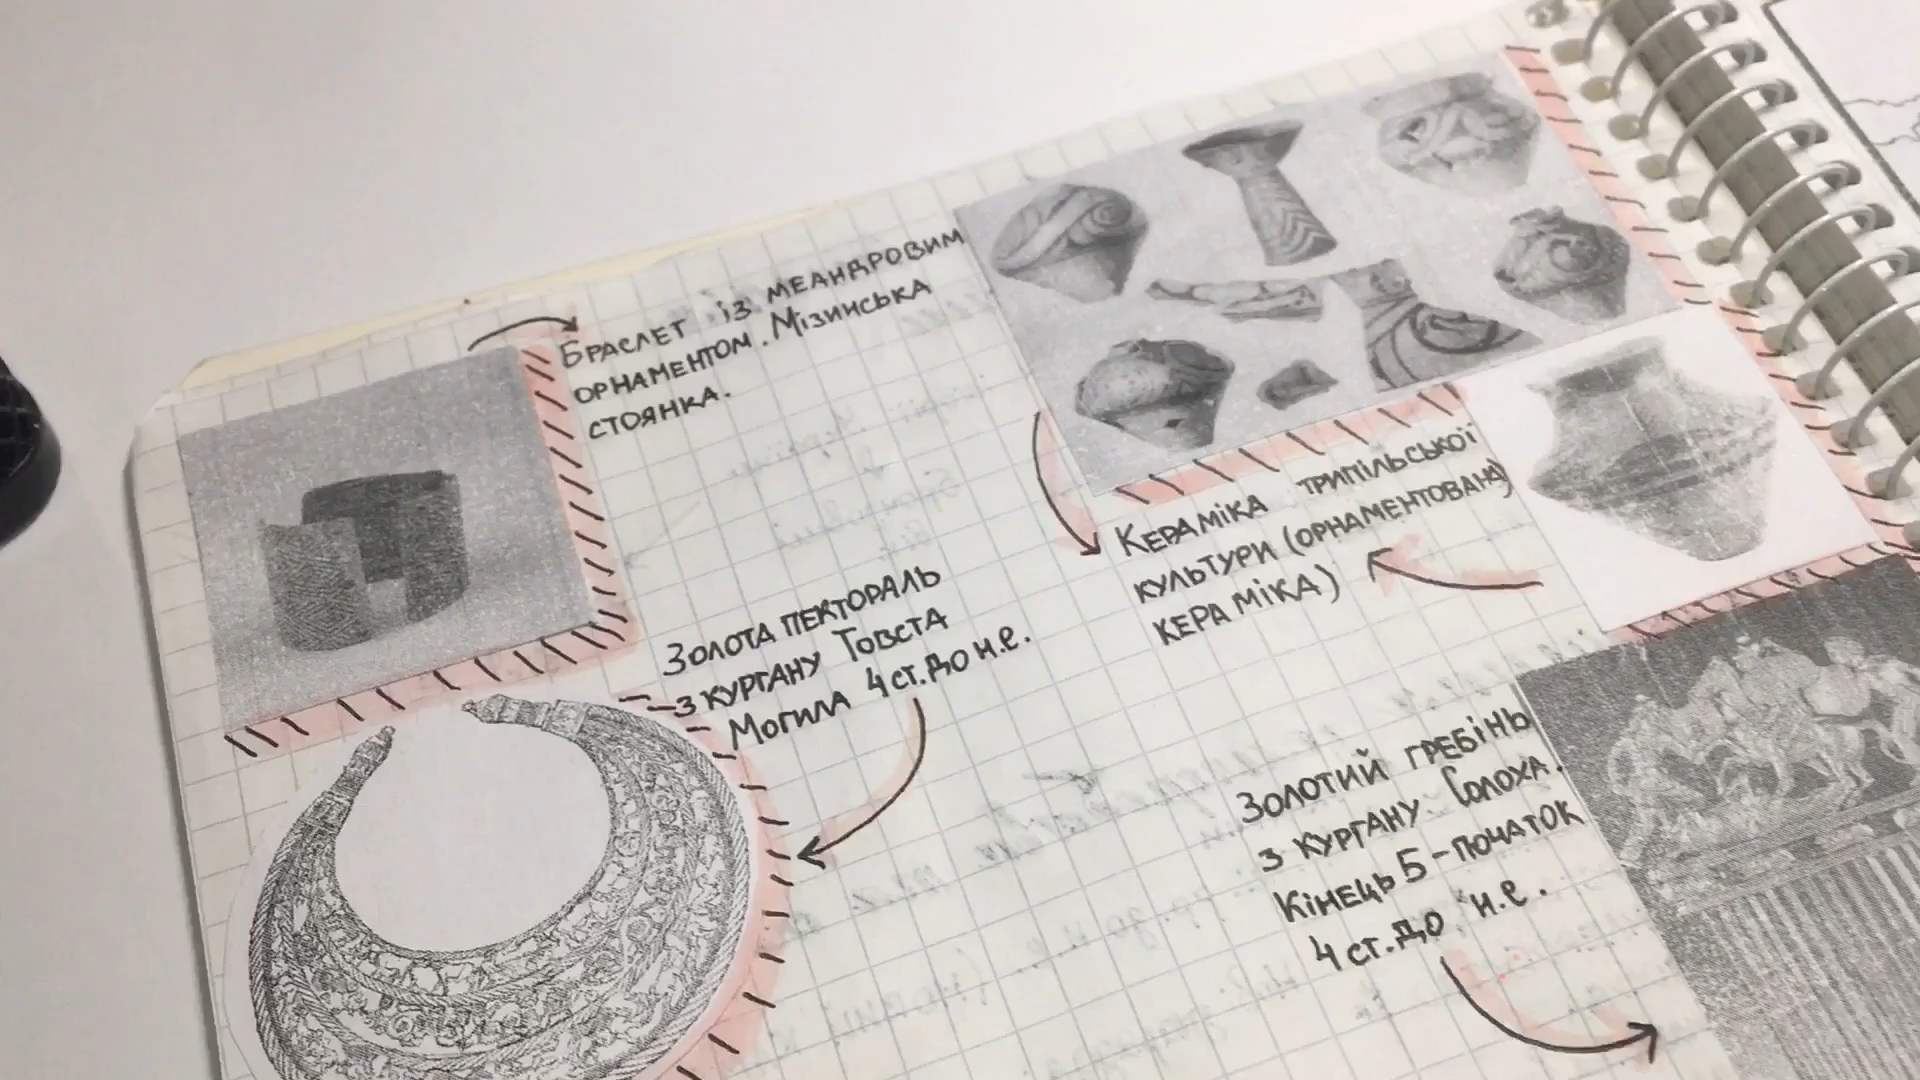 Браслет із меандровим
орнаментом. Мізинська
стоянка.
Кераміка трипільської
культури (орнаментована
кераміка)
Золота пектораль
з кургану Товста
Могила 4 ст. до н.е.
Золотий гребінь
з кургану Солоха.
Кінець 5 - початок
4 ст. до н.е.